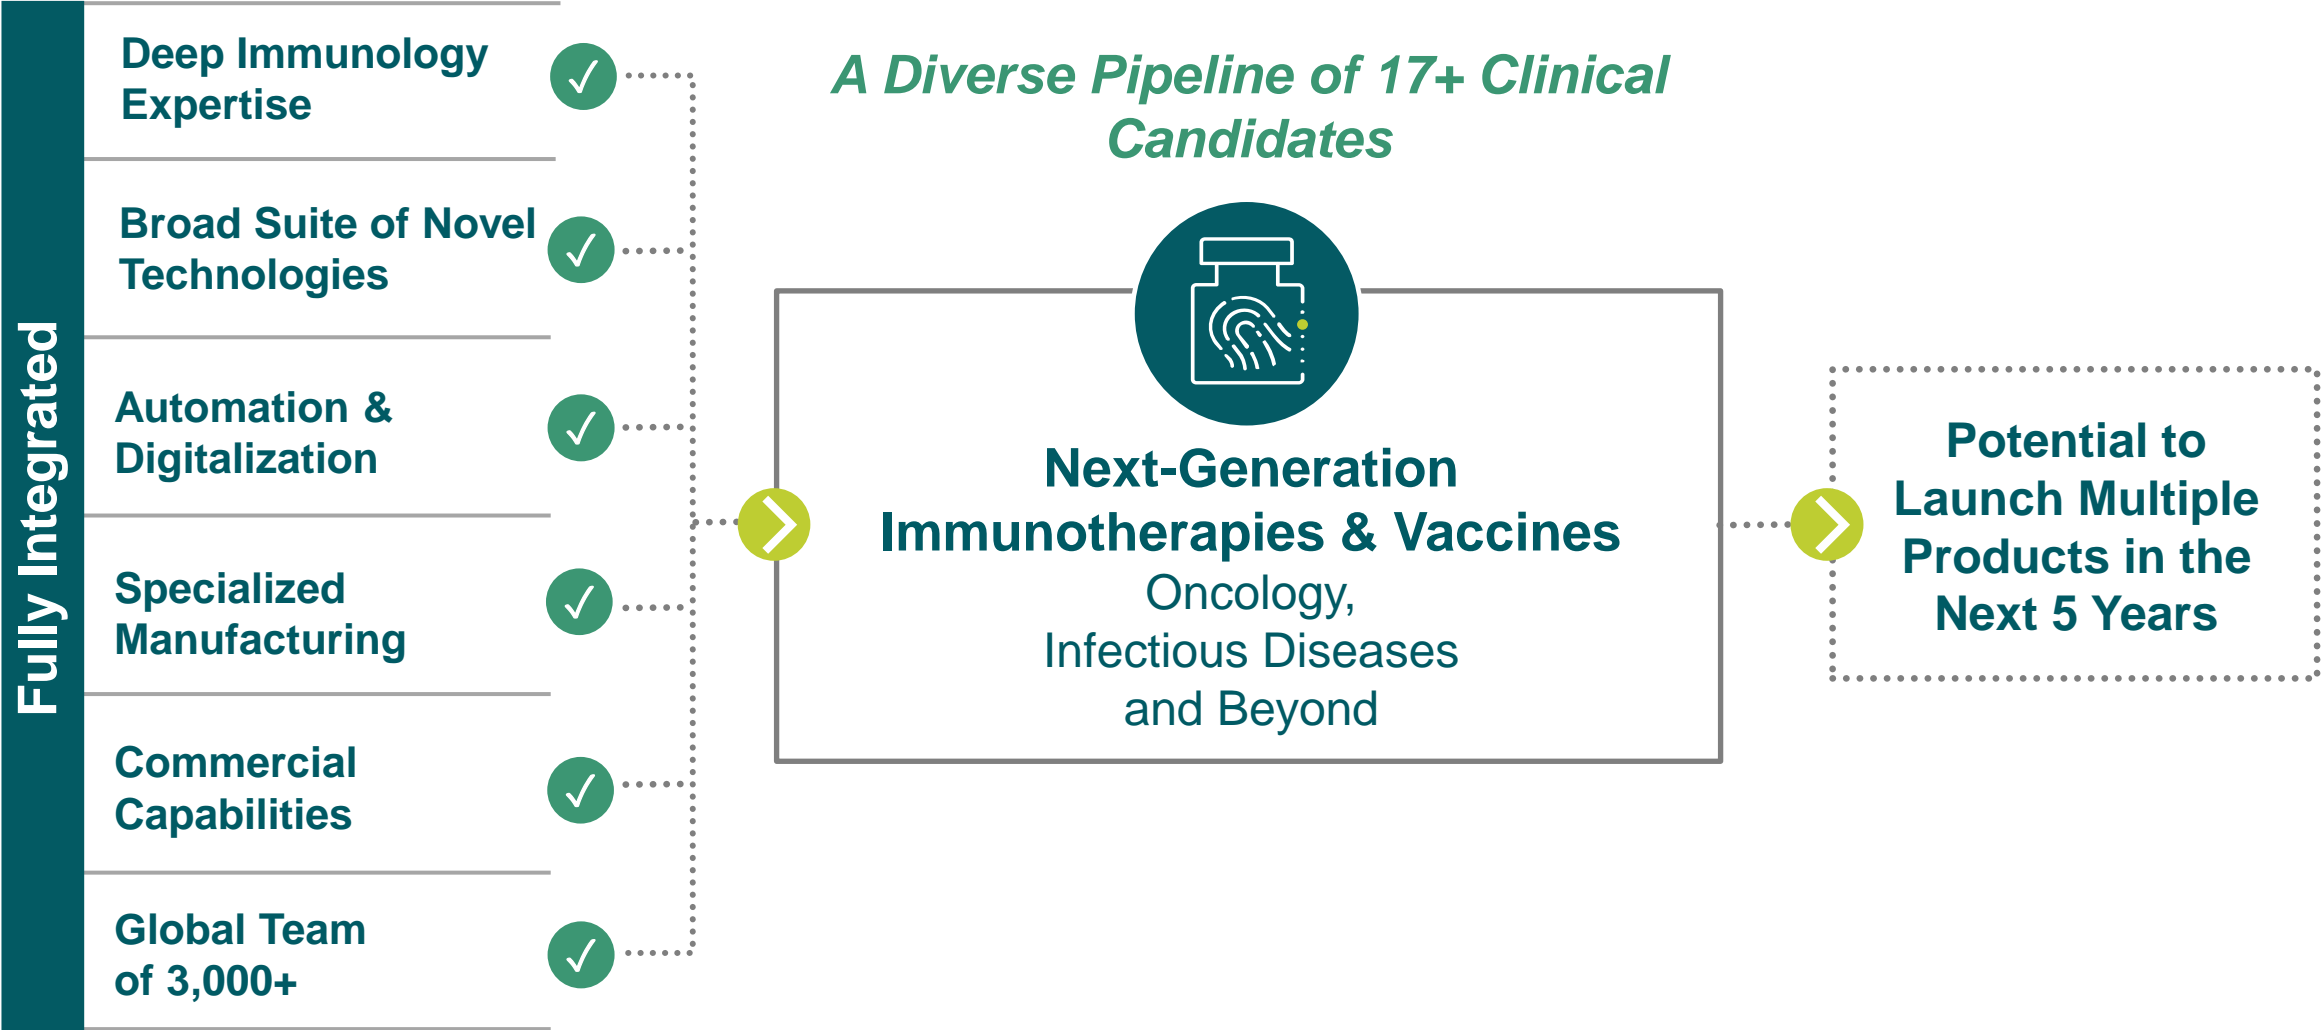 Fully Integrated
Deep Immunology
Expertise
Broad Suite of Novel
Technologies
Automation &
Digitalization
Specialized
Manufacturing
Commercial
Capabilities
Global Team
of 3,000+
A Diverse Pipeline of 17+ Clinical
Candidates
Next-Generation
Immunotherapies & Vaccines
Oncology,
Infectious Diseases
and Beyond
Potential to
Launch Multiple
Products in the
Next 5 Years